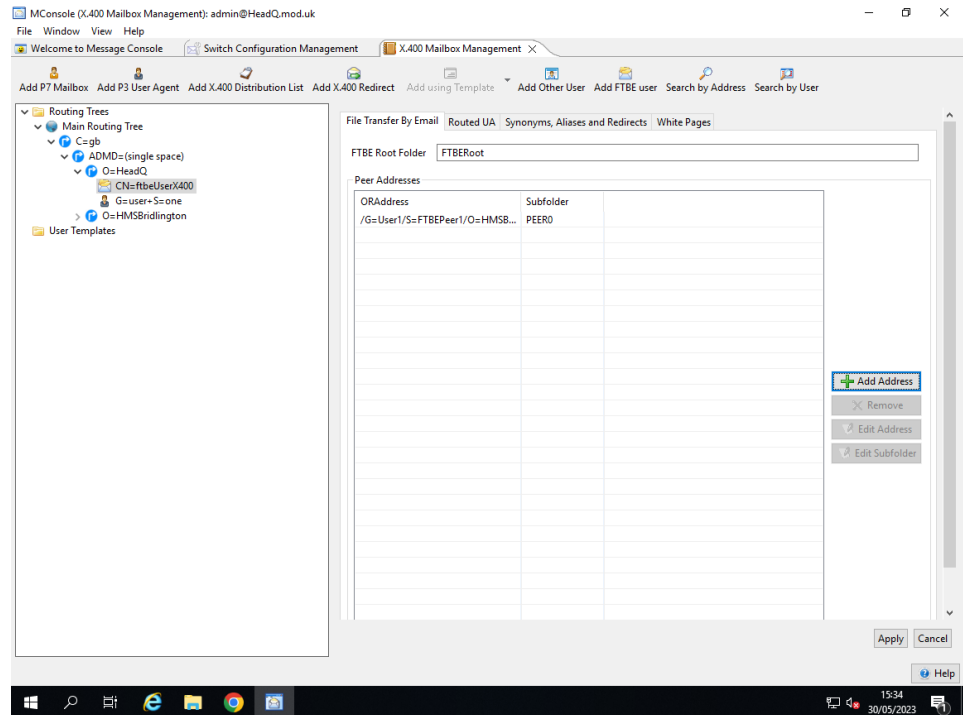 MConsole (X.400 Mailbox Management): admin@HeadQ.mod.uk
File Window View Help
Welcome to Message Console Switch Configuration Management X.400 Mailbox Management
Add P7 Mailbox Add P3 User Agent Add X.400 Distribution List Add X.400 Redirect Add using Template Add Other User Add FTBE user Search by Address Search by User
Routing Trees
Main Routing Tree
C=gb
ADMD=(single space)
O=HeadQ
CN=ftbeUserX400
G=user+S=one
O=HMSBridlington
User Templates
File Transfer By Email Routed UA Synonyms, Aliases and Redirects White Pages
FTBE Root Folder FTBERoot
Peer Addresses
ORAddress Subfolder
/G=User1/S=FTBEPeer1/O=HMSB... PEER0
Add Address
Remove
Edit Address
Edit Subfolder
Apply Cancel
Help
15:34
30/05/2023
1